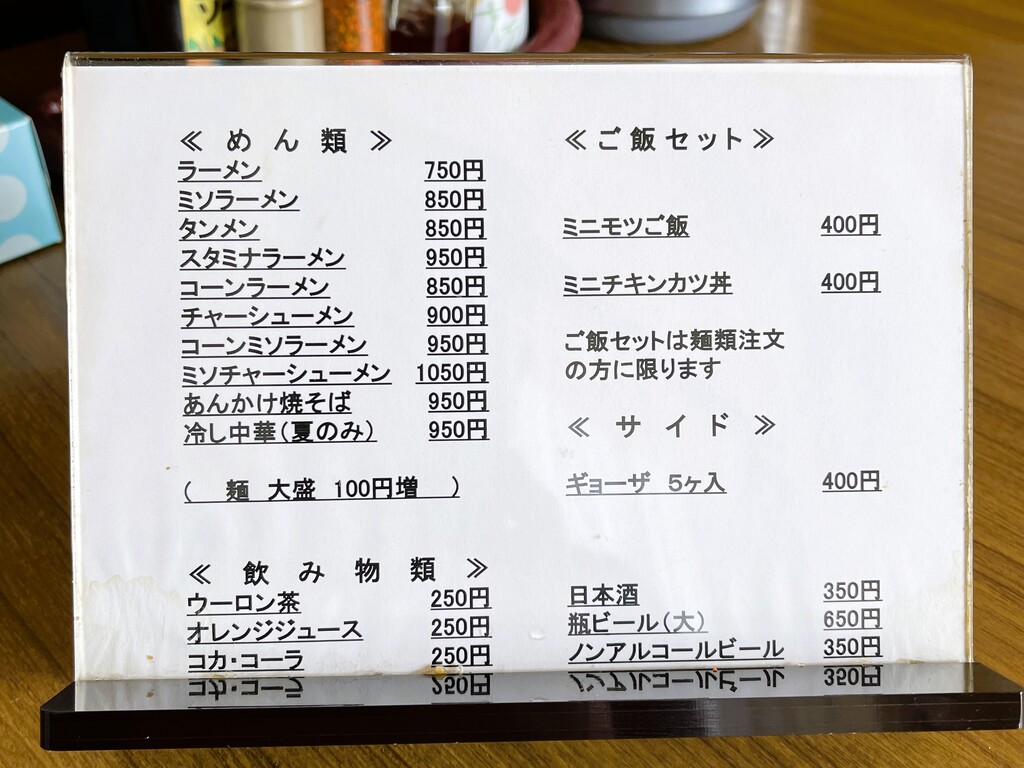 ≪ め ん 類 ≫
ラーメン 750円
ミソラーメン 850円
タンメン 850円
スタミナラーメン 950円
コーンラーメン 850円
チャーシューメン 900円
コーンミソラーメン 950円
ミソチャーシューメン 1050円
あんかけ焼そば 950円
冷し中華(夏のみ) 950円
( 麺 大盛 100円増 )
≪ ご 飯 セ ッ ト ≫
ミニモツご飯 400円
ミニチキンカツ丼 400円
ご飯セットは麺類注文
の方に限ります
≪ サ イ ド ≫
ギョーザ 5ヶ入 400円
≪ 飲 み 物 類 ≫
ウーロン茶 250円
オレンジジュース 250円
コカ・コーラ 250円
日本酒 350円
瓶ビール(大) 650円
ノンアルコールビール 350円